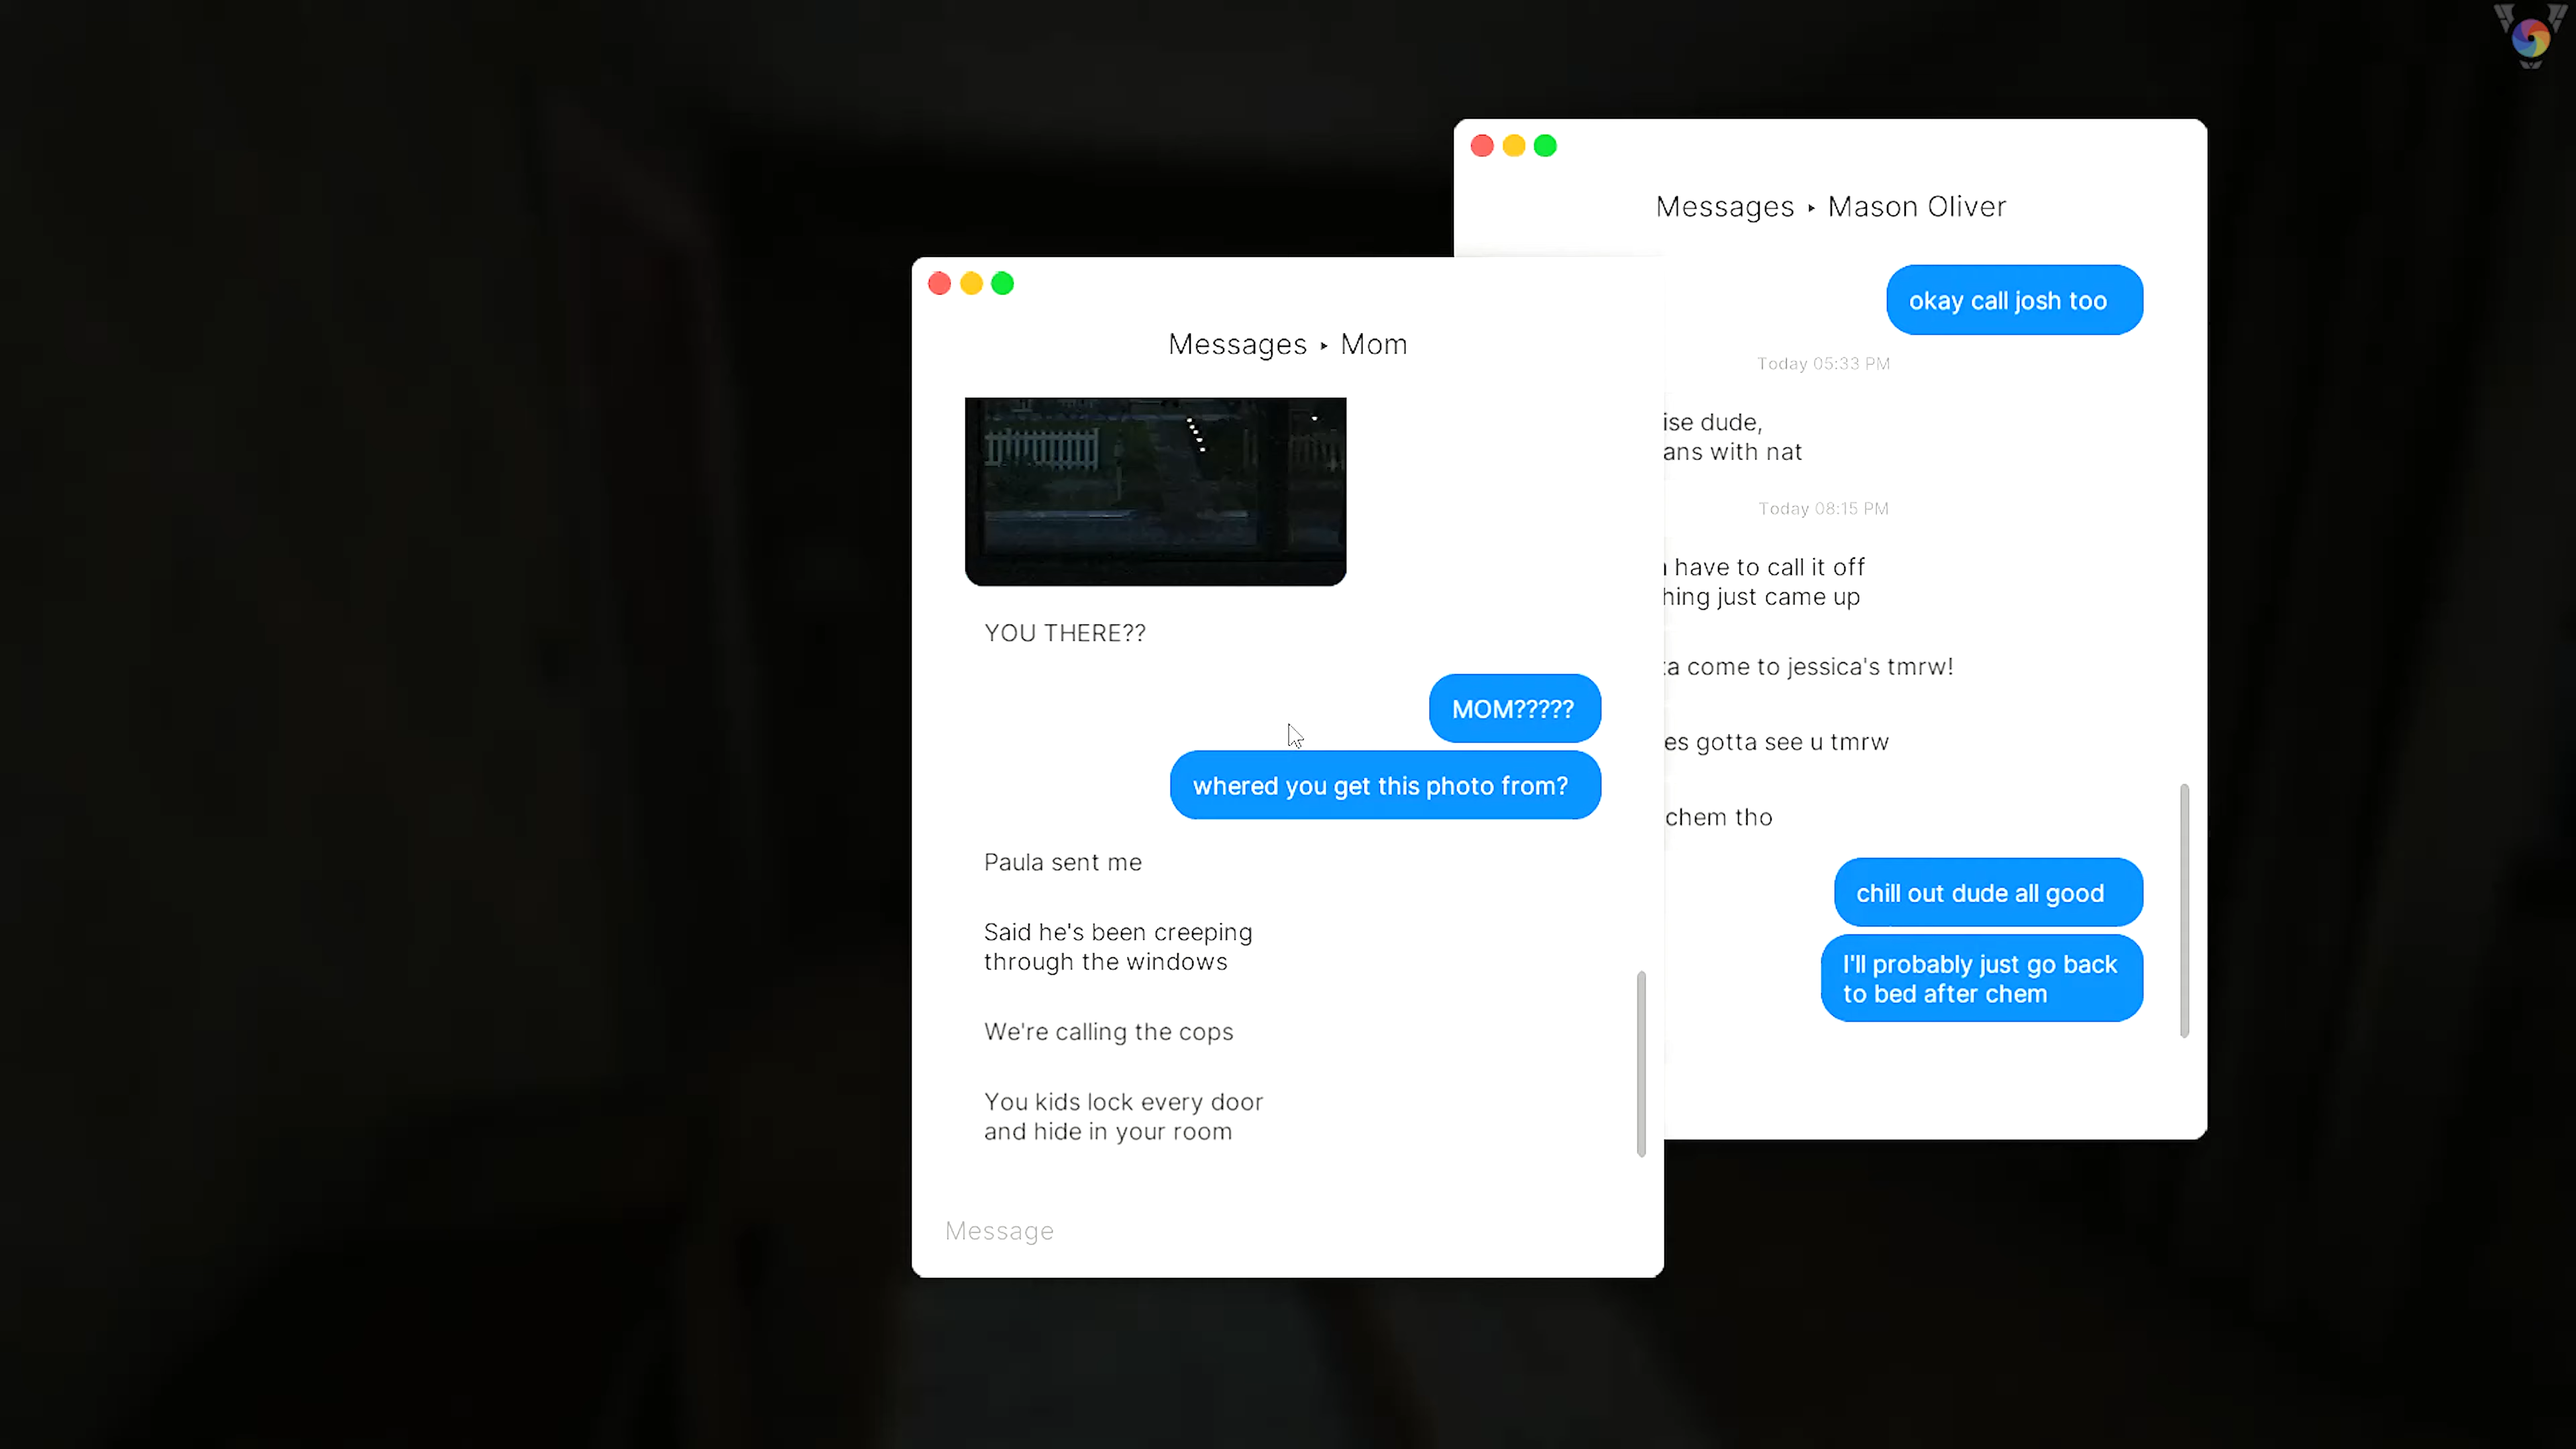 Messages ▸ Mom
YOU THERE??
MOM?????
whered you get this photo from?
Paula sent me
Said he's been creeping
through the windows
We're calling the cops
You kids lock every door
and hide in your room
Message
Messages ▸ Mason Oliver
okay call josh too
Today 05:33 PM
dude,
with nat
Today 08:15 PM
have to call it off
just came up
come to jessica's tmrw!
gotta see u tmrw
chem tho
chill out dude all good
I'll probably just go back
to bed after chem